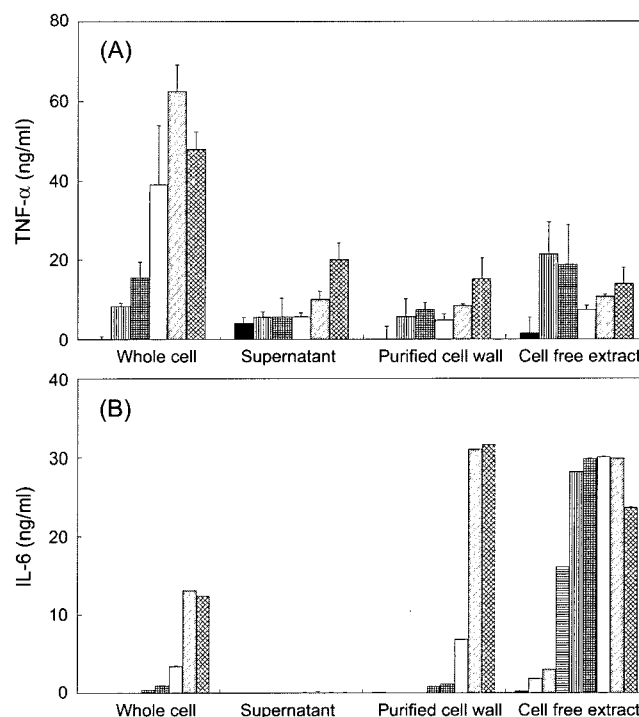 (A)
80
60
40
20
0
TNF-α (ng/ml)
Whole cell Supernatant Purified cell wall Cell free extract
(B)
40
30
20
10
0
IL-6 (ng/ml)
Whole cell Supernatant Purified cell wall Cell free extract